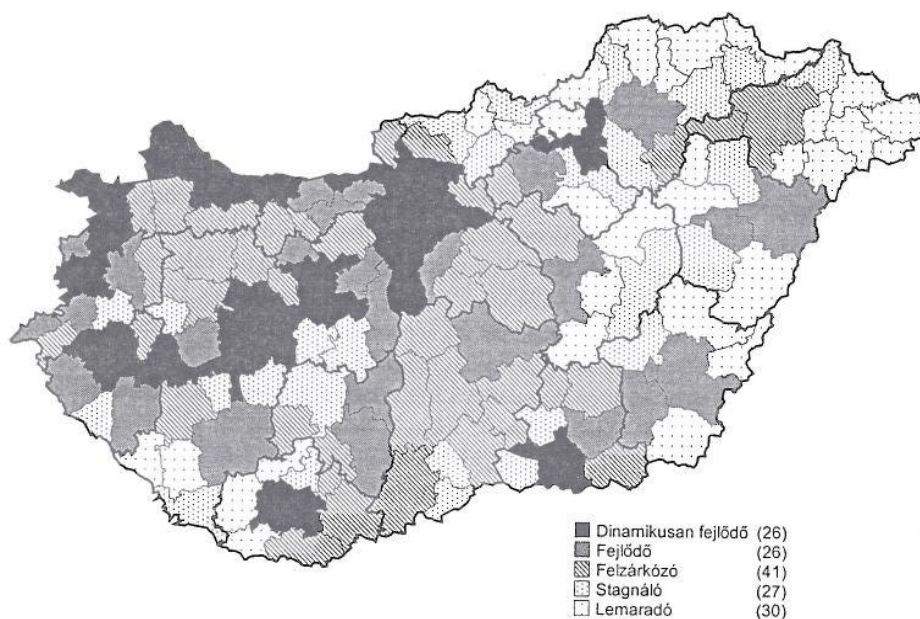 Dinamikusan fejlődő (26)
Fejlődő (26)
Felzárkózó (41)
Stagnáló (27)
Lemaradó (30)